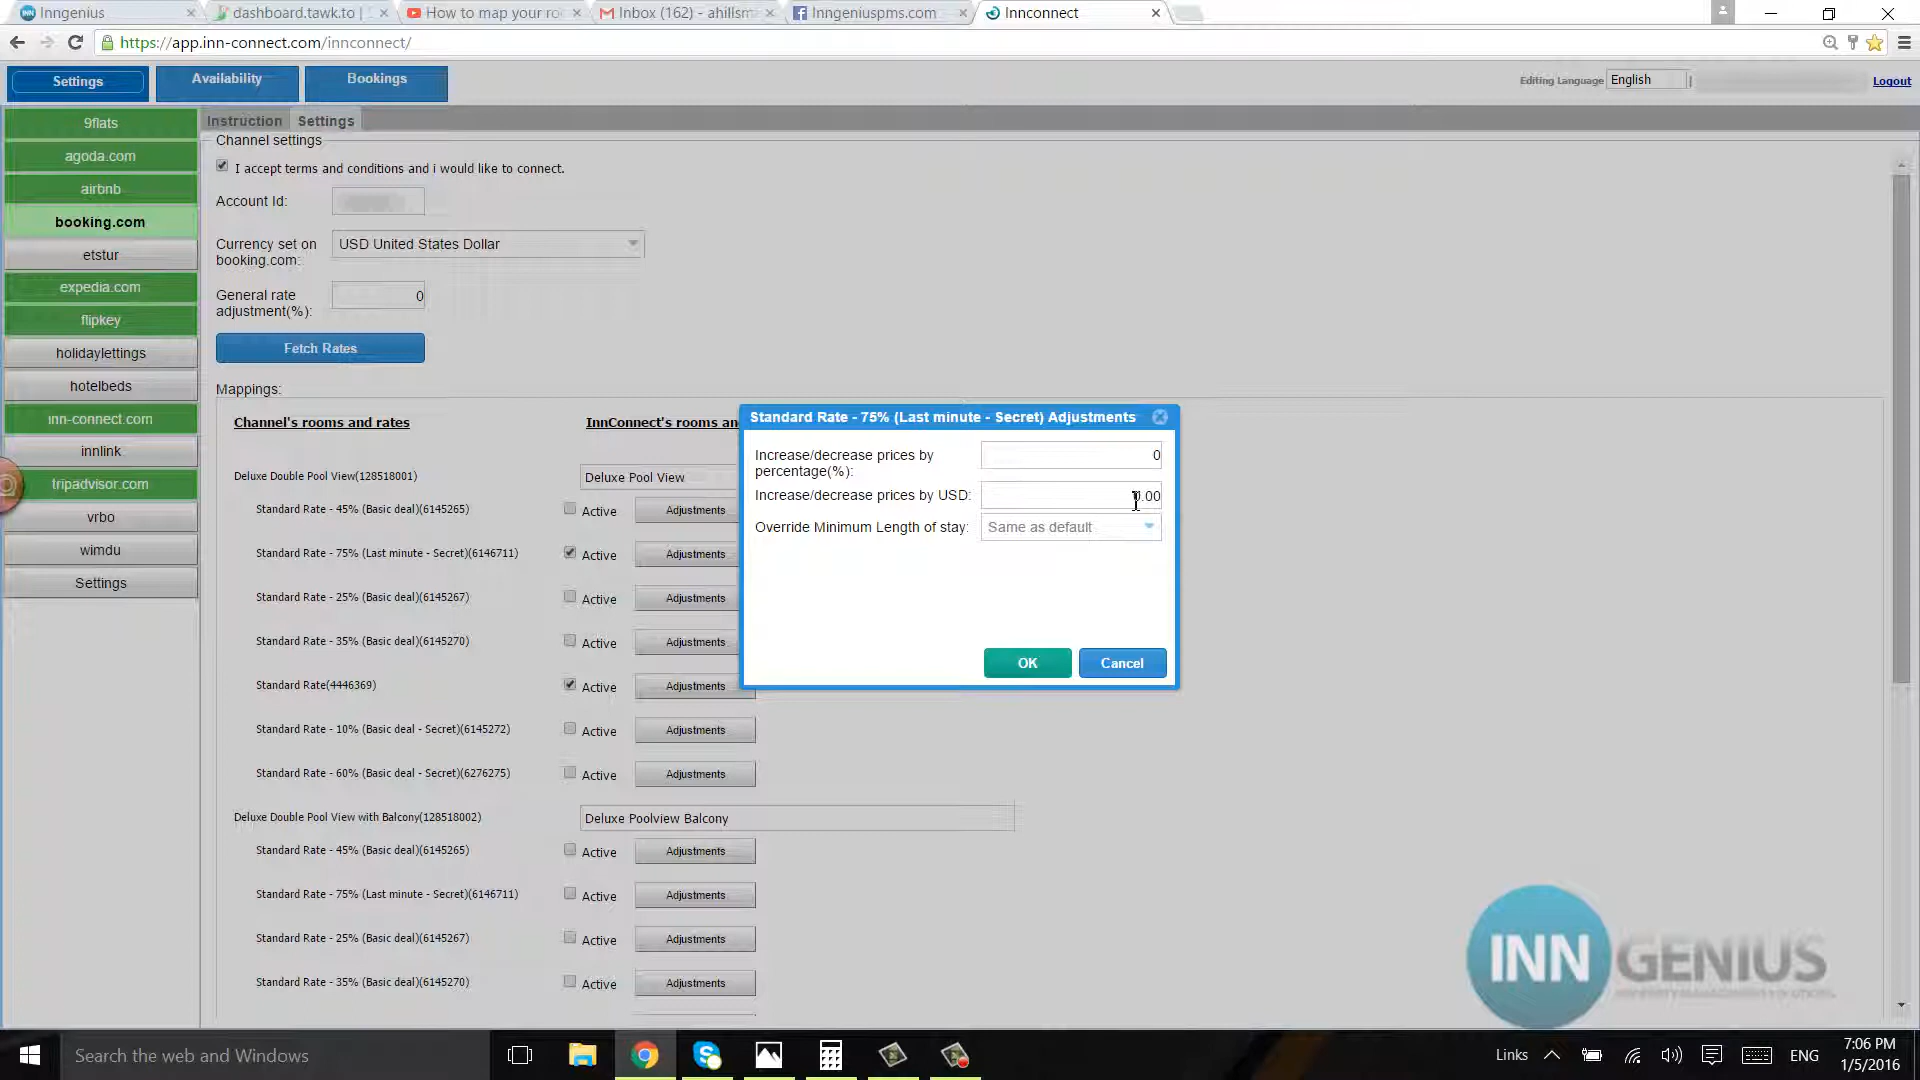 INN Inngenius
dashboard.tawk.to |
How to map your ro
Inbox (162) - ahilism
Inngeniuspms.com
Innconnect
https://app.inn-connect.com/innconnect/
Settings
Availability
Bookings
Editing Language English |
Logout
9flats
agoda.com
airbnb
booking.com
etstur
expedia.com
flipkey
holidaylettings
hotelbeds
inn-connect.com
innlink
tripadvisor.com
vrbo
wimdu
Settings
Instruction Settings
Channel settings
I accept terms and conditions and i would like to connect.
Account Id:
Currency set on
booking.com:
USD United States Dollar
General rate
adjustment(%):
0
Fetch Rates
Mappings:
Channel's rooms and rates
InnConnect's rooms an
Deluxe Double Pool View(128518001)
Deluxe Pool View
Standard Rate - 45% (Basic deal)(6145265) Active Adjustments
Standard Rate - 75% (Last minute - Secret)(6146711) Active Adjustments
Standard Rate - 25% (Basic deal)(6145267) Active Adjustments
Standard Rate - 35% (Basic deal)(6145270) Active Adjustments
Standard Rate(4446369) Active Adjustments
Standard Rate - 10% (Basic deal - Secret)(6145272) Active Adjustments
Standard Rate - 60% (Basic deal - Secret)(6276275) Active Adjustments
Deluxe Double Pool View with Balcony(128518002)
Deluxe Poolview Balcony
Standard Rate - 45% (Basic deal)(6145265) Active Adjustments
Standard Rate - 75% (Last minute - Secret)(6146711) Active Adjustments
Standard Rate - 25% (Basic deal)(6145267) Active Adjustments
Standard Rate - 35% (Basic deal)(6145270) Active Adjustments
Standard Rate - 75% (Last minute - Secret) Adjustments
Increase/decrease prices by
percentage(%):
0
Increase/decrease prices by USD: 0.00
Override Minimum Length of stay: Same as default
OK
Cancel
INN GENIUS
Search the web and Windows
Links
ENG
7:06 PM
1/5/2016